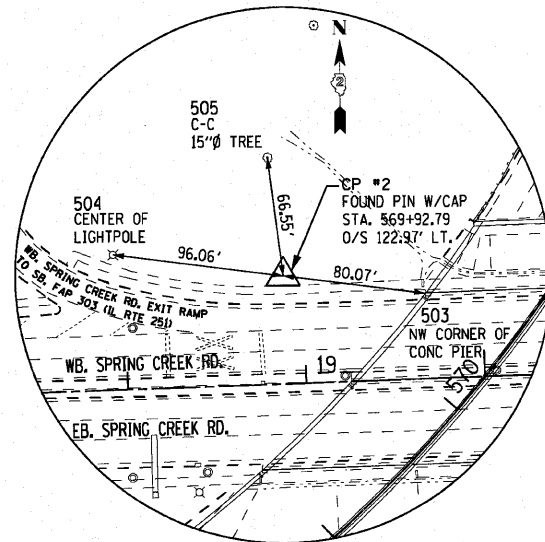 N
2
505
C-C
15"Ø TREE
CP #2
FOUND PIN W/CAP
STA. 569+92.79
O/S 122.97' LT.
66.55'
504
CENTER OF
LIGHTPOLE
96.06'
80.07'
WB. SPRING CREEK RD. EXIT RAMP
TO SB. FAP 303 (IL RTE 251)
503
NW CORNER OF
CONC PIER
WB. SPRING CREEK RD.
19
570
EB. SPRING CREEK RD.